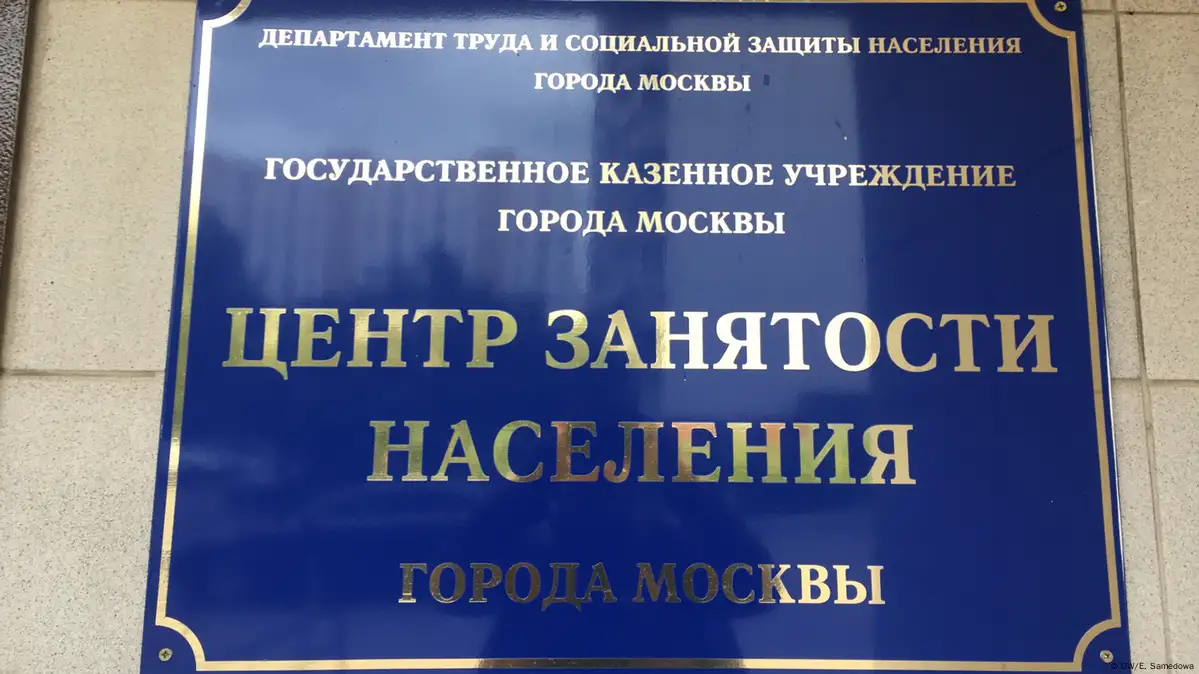 ДЕПАРТАМЕНТ ТРУДА И СОЦИАЛЬНОЙ ЗАЩИТЫ НАСЕЛЕНИЯ
ГОРОДА МОСКВЫ
ГОСУДАРСТВЕННОЕ КАЗЕННОЕ УЧРЕЖДЕНИЕ
ГОРОДА МОСКВЫ
ЦЕНТР ЗАНЯТОСТИ
НАСЕЛЕНИЯ
ГОРОДА МОСКВЫ
© DW/E. Samedowa